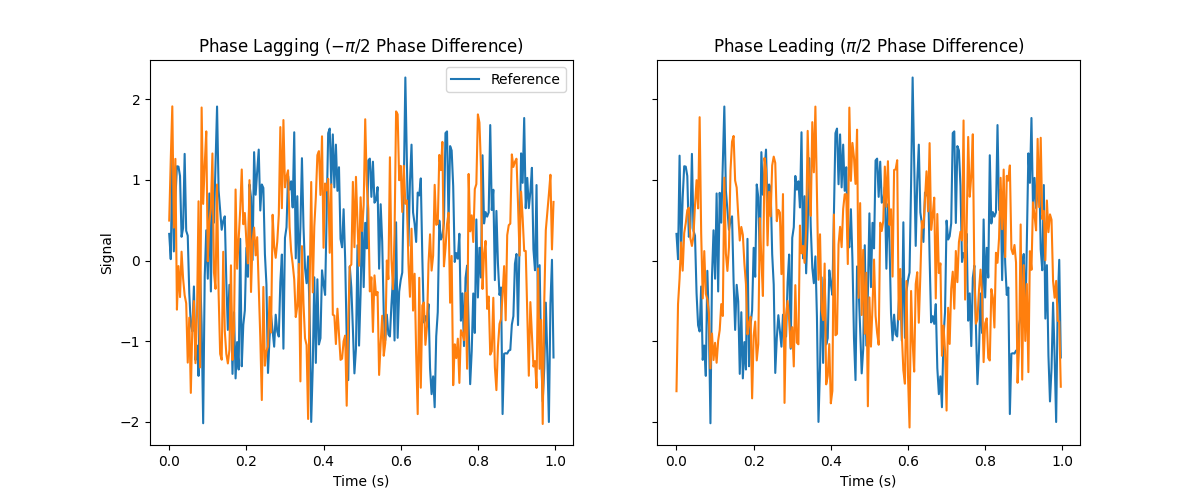 Phase Lagging (−π/2 Phase Difference)
Phase Leading (π/2 Phase Difference)
Reference
2
1
0
−1
−2
Signal
0.0 0.2 0.4 0.6 0.8 1.0
0.0 0.2 0.4 0.6 0.8 1.0
Time (s)
Time (s)